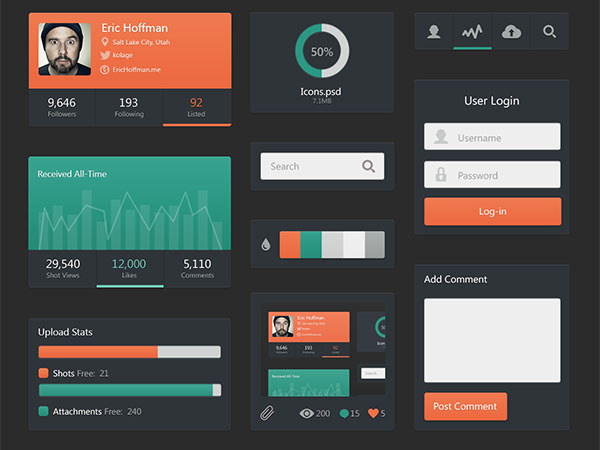 Eric Hoffman
Salt Lake City, Utah
kolage
EricHoffman.me
9,646
193
92
Followers
Following
Listed
Received All-Time
29,540
12,000
5,110
Shot Views
Likes
Comments
Upload Stats
Shots Free: 21
Attachments Free: 240
50%
Icons.psd
7.1MB
Search
Eric Hoffman
9,646
193
92
Received All-Time
Search
200
15
5
User Login
Username
Password
Log-in
Add Comment
Post Comment